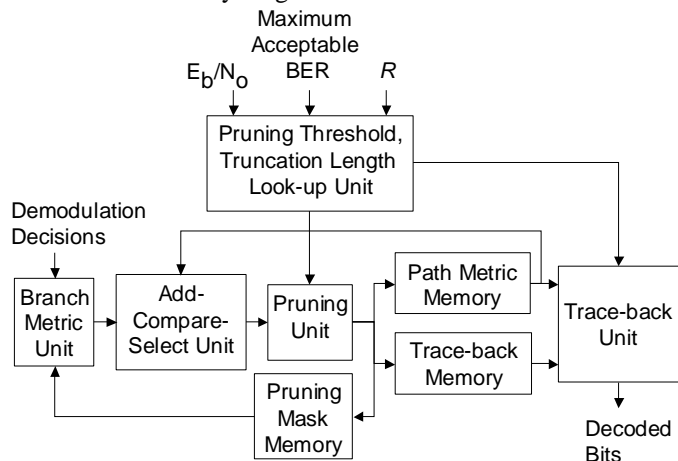 Maximum
Acceptable
E_b/N_o BER R
Pruning Threshold,
Truncation Length
Look-up Unit
Demodulation
Decisions
Branch
Metric
Unit
Add-
Compare-
Select Unit
Pruning
Unit
Path Metric
Memory
Trace-back
Memory
Trace-back
Unit
Pruning
Mask
Memory
Decoded
Bits